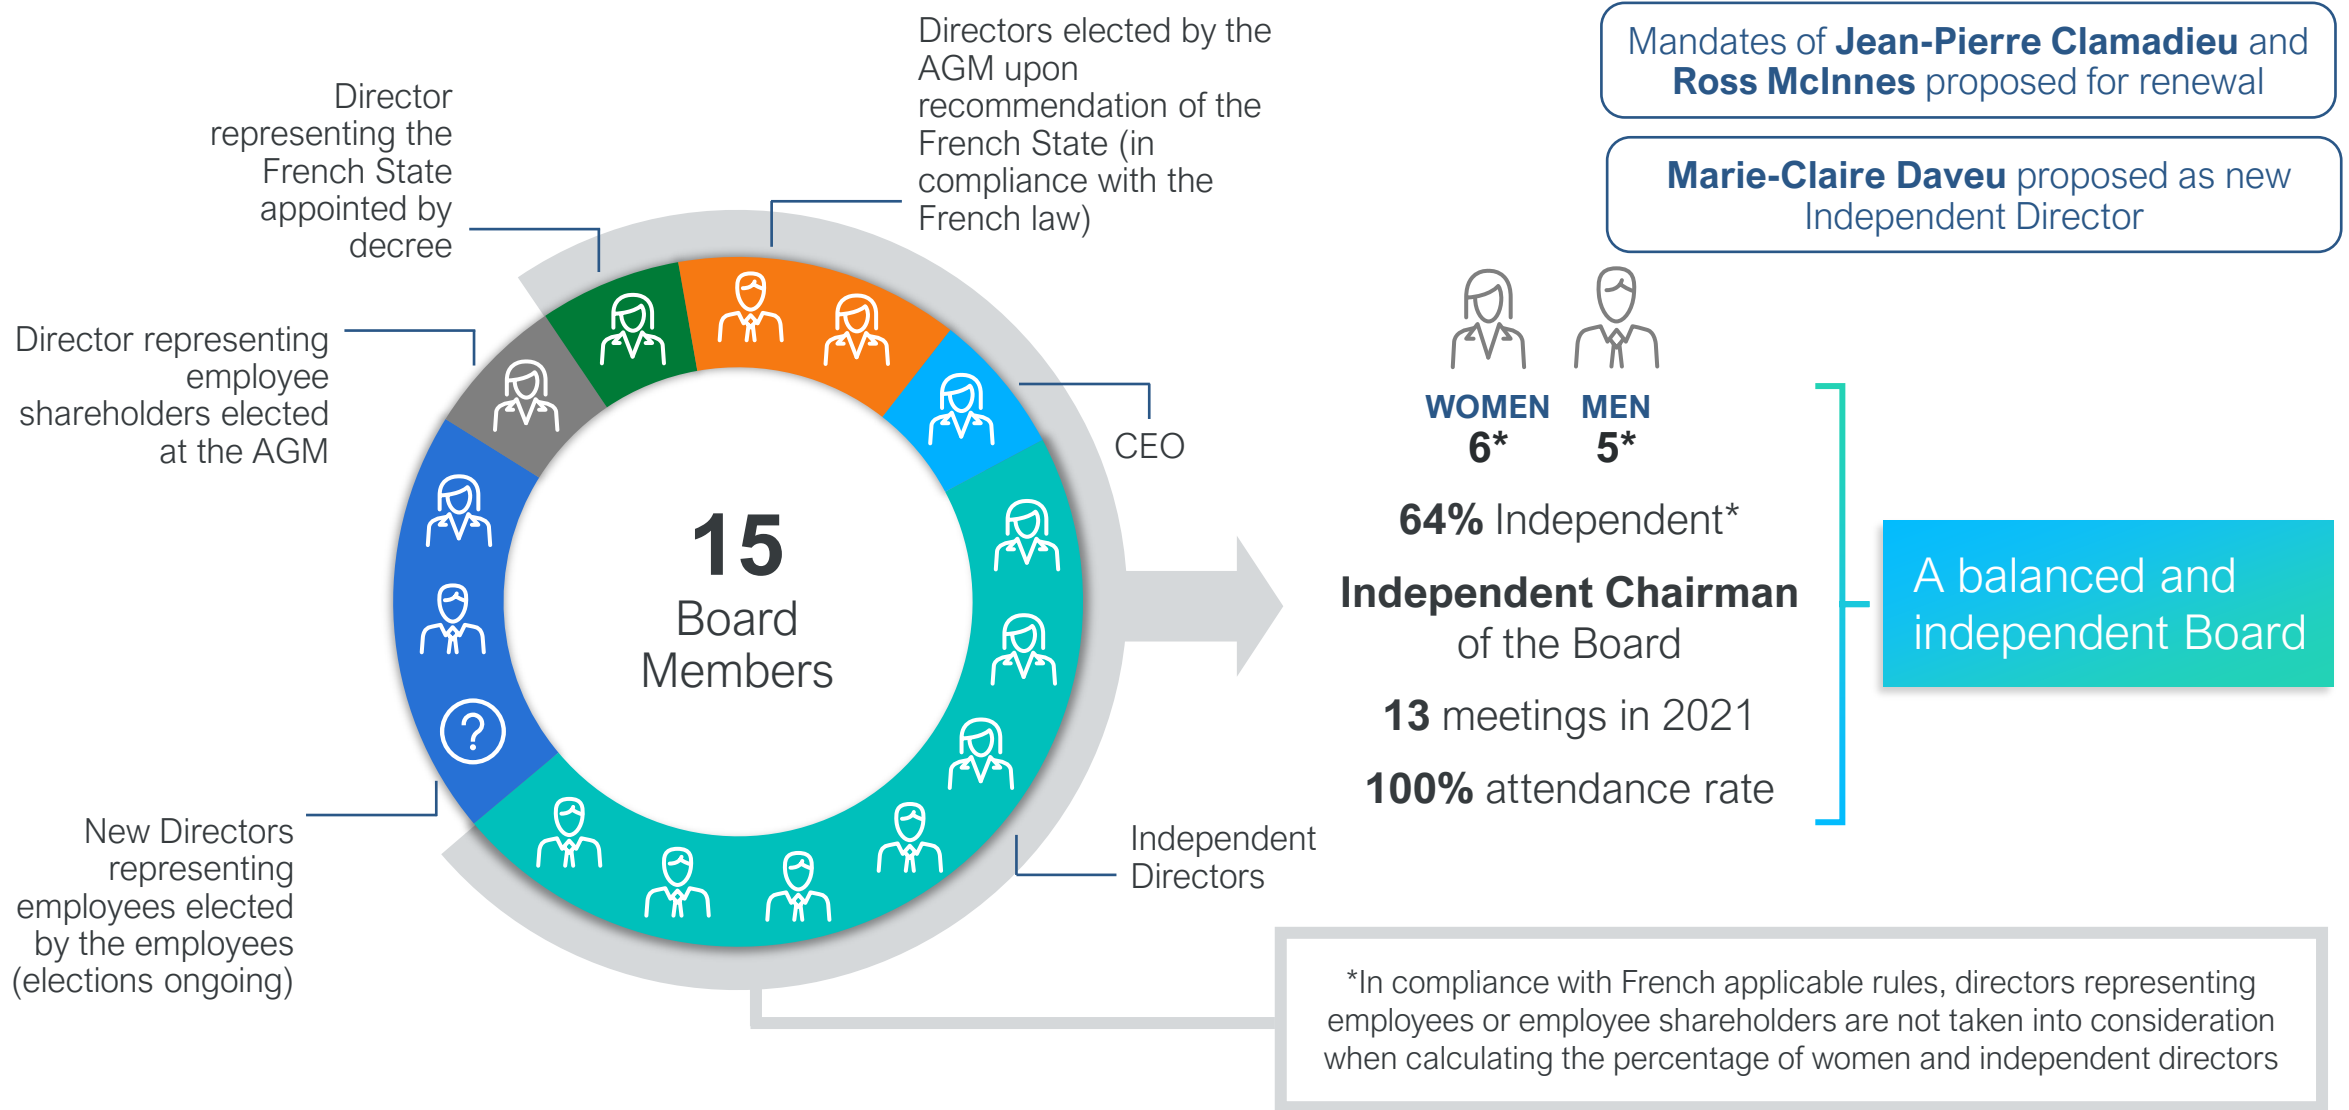 Directors elected by the
AGM upon
recommendation of the
French State (in
compliance with the
French law)
Director
representing the
French State
appointed by
decree
Director representing
employee
shareholders elected
at the AGM
New Directors
representing
employees elected
by the employees
(elections ongoing)
?
15
Board
Members
CEO
Independent
Directors
Mandates of Jean-Pierre Clamadieu and
Ross McInnes proposed for renewal
Marie-Claire Daveu proposed as new
Independent Director
WOMEN MEN
6* 5*
64% Independent*
Independent Chairman
of the Board
13 meetings in 2021
100% attendance rate
A balanced and
independent Board
*In compliance with French applicable rules, directors representing
employees or employee shareholders are not taken into consideration
when calculating the percentage of women and independent directors